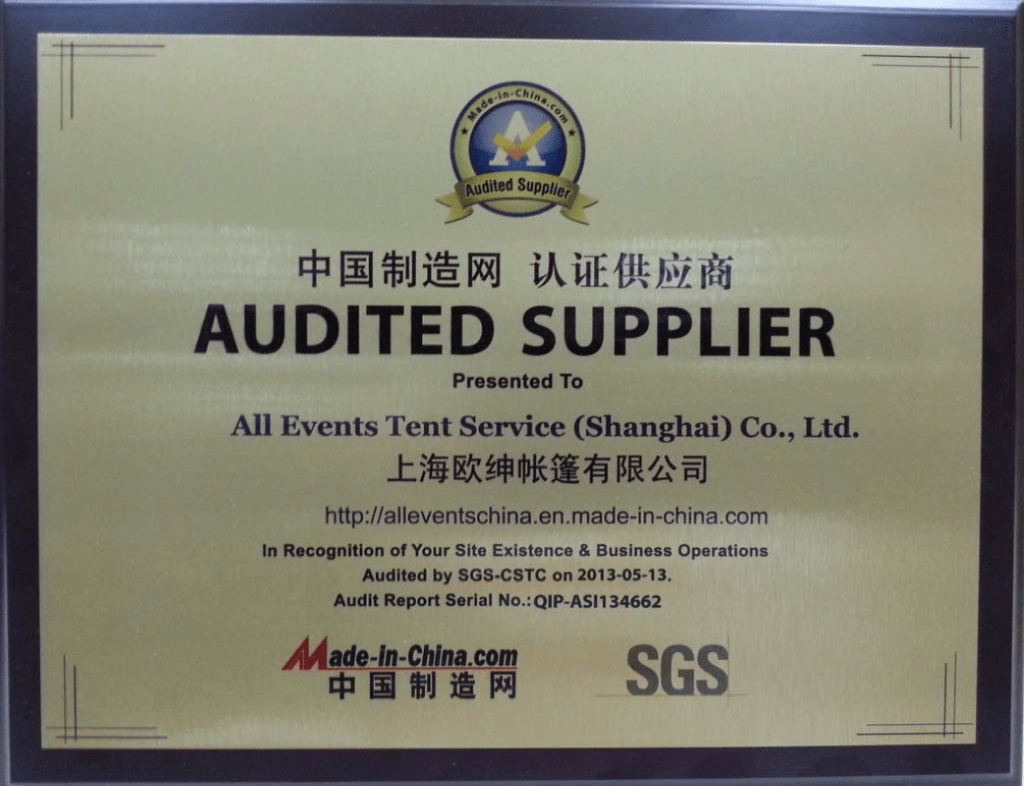 Made-in-China.com
A
Audited Supplier
中国制造网 认证供应商
AUDITED SUPPLIER
Presented To
All Events Tent Service (Shanghai) Co., Ltd.
上海欧绅帐篷有限公司
http://alleventschina.en.made-in-china.com
In Recognition of Your Site Existence & Business Operations
Audited by SGS-CSTC on 2013-05-13.
Audit Report Serial No.:QIP-ASI134662
Made-in-China.com
中国制造网
SGS